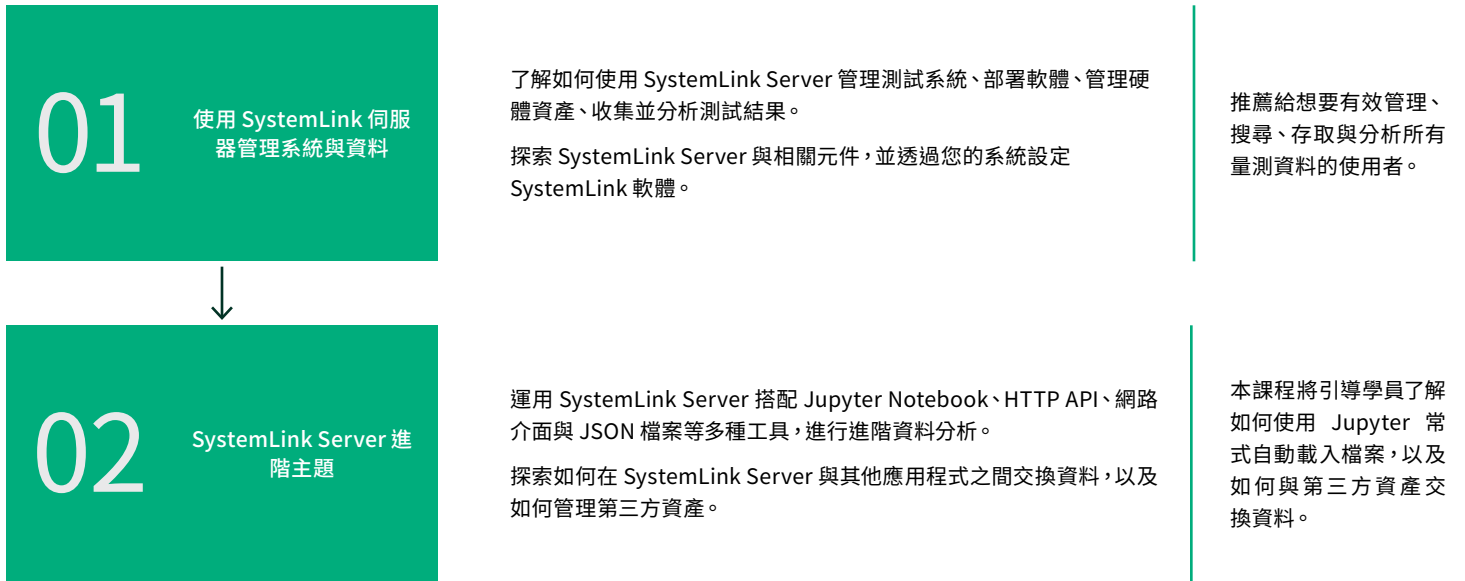 01
使用 SystemLink 伺服
器管理系統與資料
了解如何使用 SystemLink Server 管理測試系統、部署軟體、管理硬
體資產、收集並分析測試結果。
探索 SystemLink Server 與相關元件,並透過您的系統設定
SystemLink 軟體。
推薦給想要有效管理、
搜尋、存取與分析所有
量測資料的使用者。
02
SystemLink Server 進
階主題
運用 SystemLink Server 搭配 Jupyter Notebook、HTTP API、網路
介面與 JSON 檔案等多種工具,進行進階資料分析。
探索如何在 SystemLink Server 與其他應用程式之間交換資料,以及
如何管理第三方資產。
本課程將引導學員了解
如何使用 Jupyter 常
式自動載入檔案,以及
如何與第三方資產交
換資料。